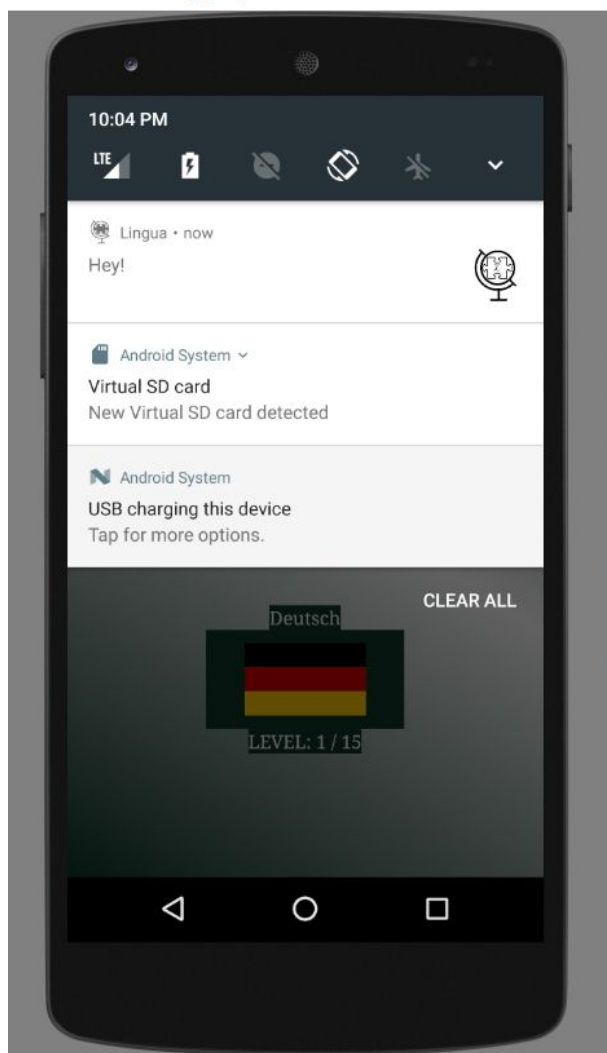 10:04 PM
LTE
Lingua • now
Hey!
Android System
Virtual SD card
New Virtual SD card detected
Android System
USB charging this device
Tap for more options.
CLEAR ALL
Deutsch
LEVEL: 1 / 15